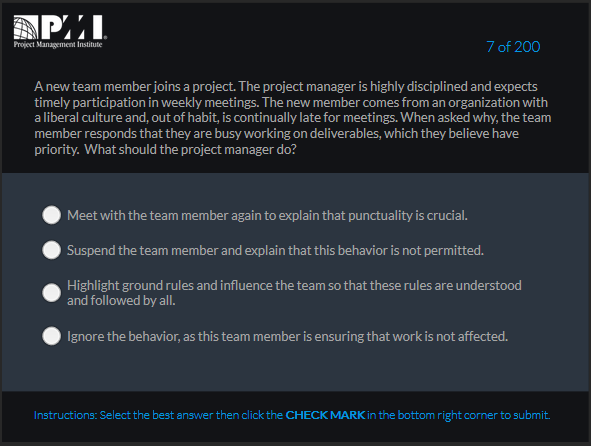 PMI.
Project Management Institute
7 of 200
A new team member joins a project. The project manager is highly disciplined and expects
timely participation in weekly meetings. The new member comes from an organization with
a liberal culture and, out of habit, is continually late for meetings. When asked why, the team
member responds that they are busy working on deliverables, which they believe have
priority. What should the project manager do?
Meet with the team member again to explain that punctuality is crucial.
Suspend the team member and explain that this behavior is not permitted.
Highlight ground rules and influence the team so that these rules are understood
and followed by all.
Ignore the behavior, as this team member is ensuring that work is not affected.
Instructions: Select the best answer then click the CHECK MARK in the bottom right corner to submit.